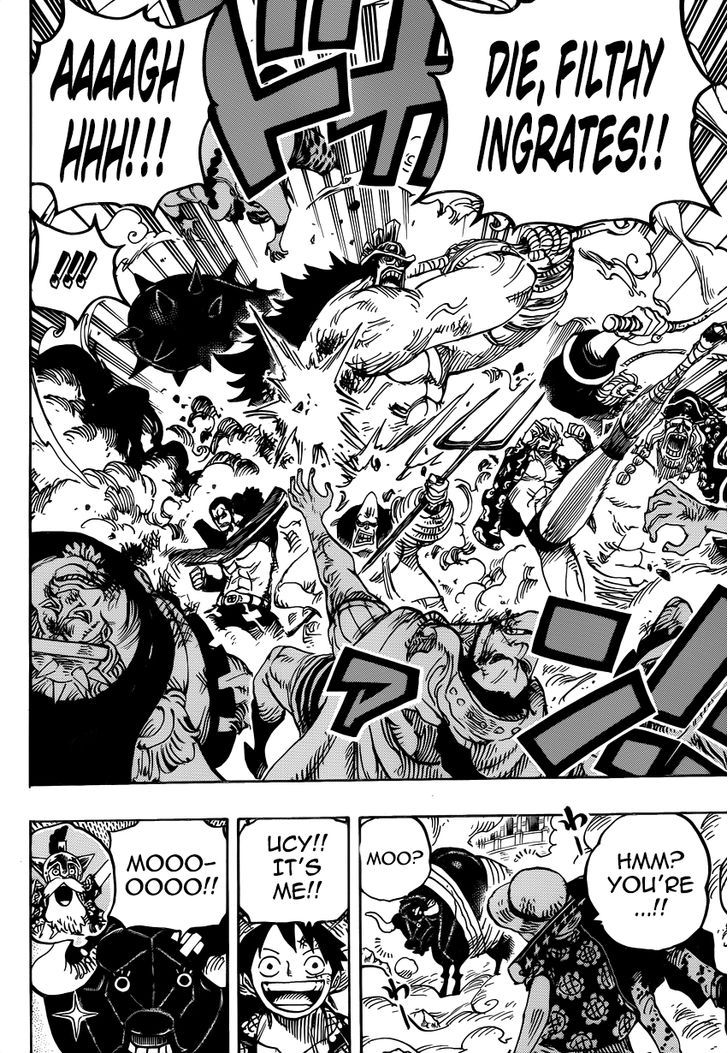 DIE, FILTHY
INGRATES!!
AAAAGH
HHH!!!
!!!
HMM?
YOU'RE
...!!
MOO?
UCY!!
IT'S
ME!!
MOOO-
OOOO!!